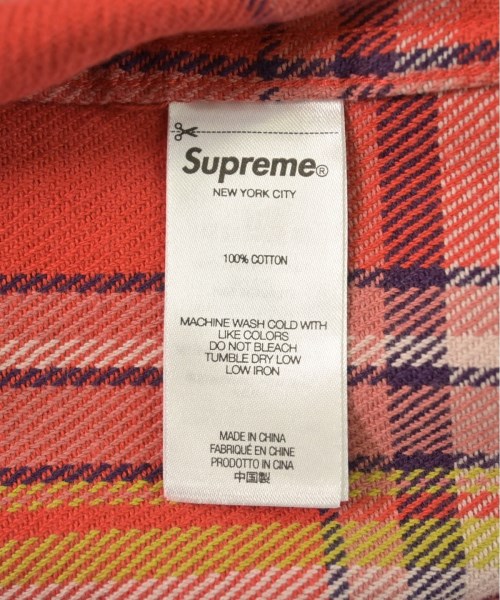 Supreme®
NEW YORK CITY
100% COTTON
MACHINE WASH COLD WITH
LIKE COLORS
DO NOT BLEACH
TUMBLE DRY LOW
LOW IRON
MADE IN CHINA
FABRIQUÉ EN CHINE
PRODOTTO IN CINA
中国製